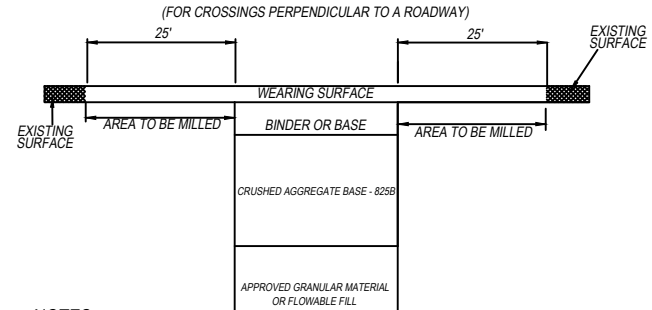 (FOR CROSSINGS PERPENDICULAR TO A ROADWAY)
25'
25'
EXISTING
SURFACE
WEARING SURFACE
EXISTING
SURFACE
AREA TO BE MILLED
BINDER OR BASE
AREA TO BE MILLED
CRUSHED AGGREGATE BASE - 825B
APPROVED GRANULAR MATERIAL
OR FLOWABLE FILL